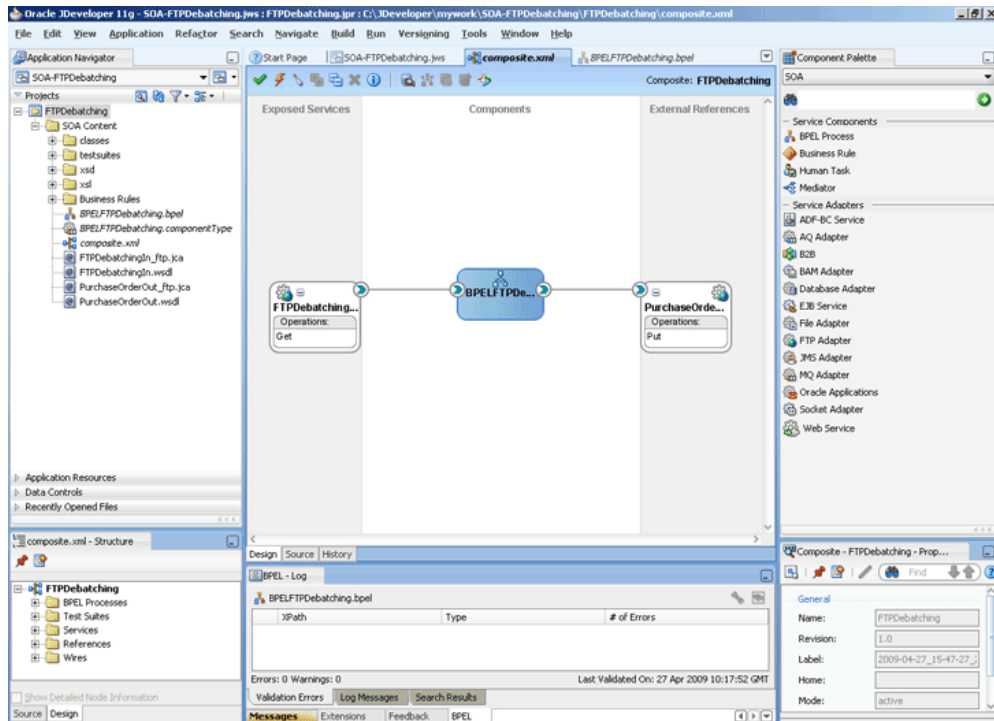 Oracle JDeveloper 11g - SOA-FTPDebatching.jws : FTPDebatching.jpr : C:\JDeveloper\mywork\SOA-FTPDebatching\FTPDebatching\composite.xml
File Edit View Application Refactor Search Navigate Build Run Versioning Tools Window Help
Application Navigator
SOA-FTPDebatching
Projects
FTPDebatching
SOA Content
classes
testsuites
xsd
xsl
Business Rules
BPELFTPDebatching.bpel
BPELFTPDebatching.componentType
composite.xml
FTPDebatchingIn_ftp.jca
FTPDebatchingIn.wsdl
PurchaseOrderOut_ftp.jca
PurchaseOrderOut.wsdl
Application Resources
Data Controls
Recently Opened Files
composite.xml - Structure
FTPDebatching
BPEL Processes
Test Suites
Services
References
Wires
Show Detailed Node Information
Source Design
Start Page SOA-FTPDebatching.jws composite.xml BPELFTPDebatching.bpel
Composite: FTPDebatching
Exposed Services Components External References
FTPDebatching...
Operations:
Get
BPELFTPDe...
PurchaseOrde...
Operations:
Put
Design Source History
BPEL - Log
BPELFTPDebatching.bpel
XPath Type # of Errors
Errors: 0 Warnings: 0 Last Validated On: 27 Apr 2009 10:17:52 GMT
Validation Errors Log Messages Search Results
Messages Extensions Feedback BPEL
Component Palette
SOA
Service Components
BPEL Process
Business Rule
Human Task
Mediator
Service Adapters
ADF-BC Service
AQ Adapter
B2B
BAM Adapter
Database Adapter
EJB Service
File Adapter
FTP Adapter
JMS Adapter
MQ Adapter
Oracle Applications
Socket Adapter
Web Service
Composite - FTPDebatching - Prop...
Find
General
Name: FTPDebatching
Revision: 1.0
Label: 2009-04-27_15-47-27_
Home:
Mode: active